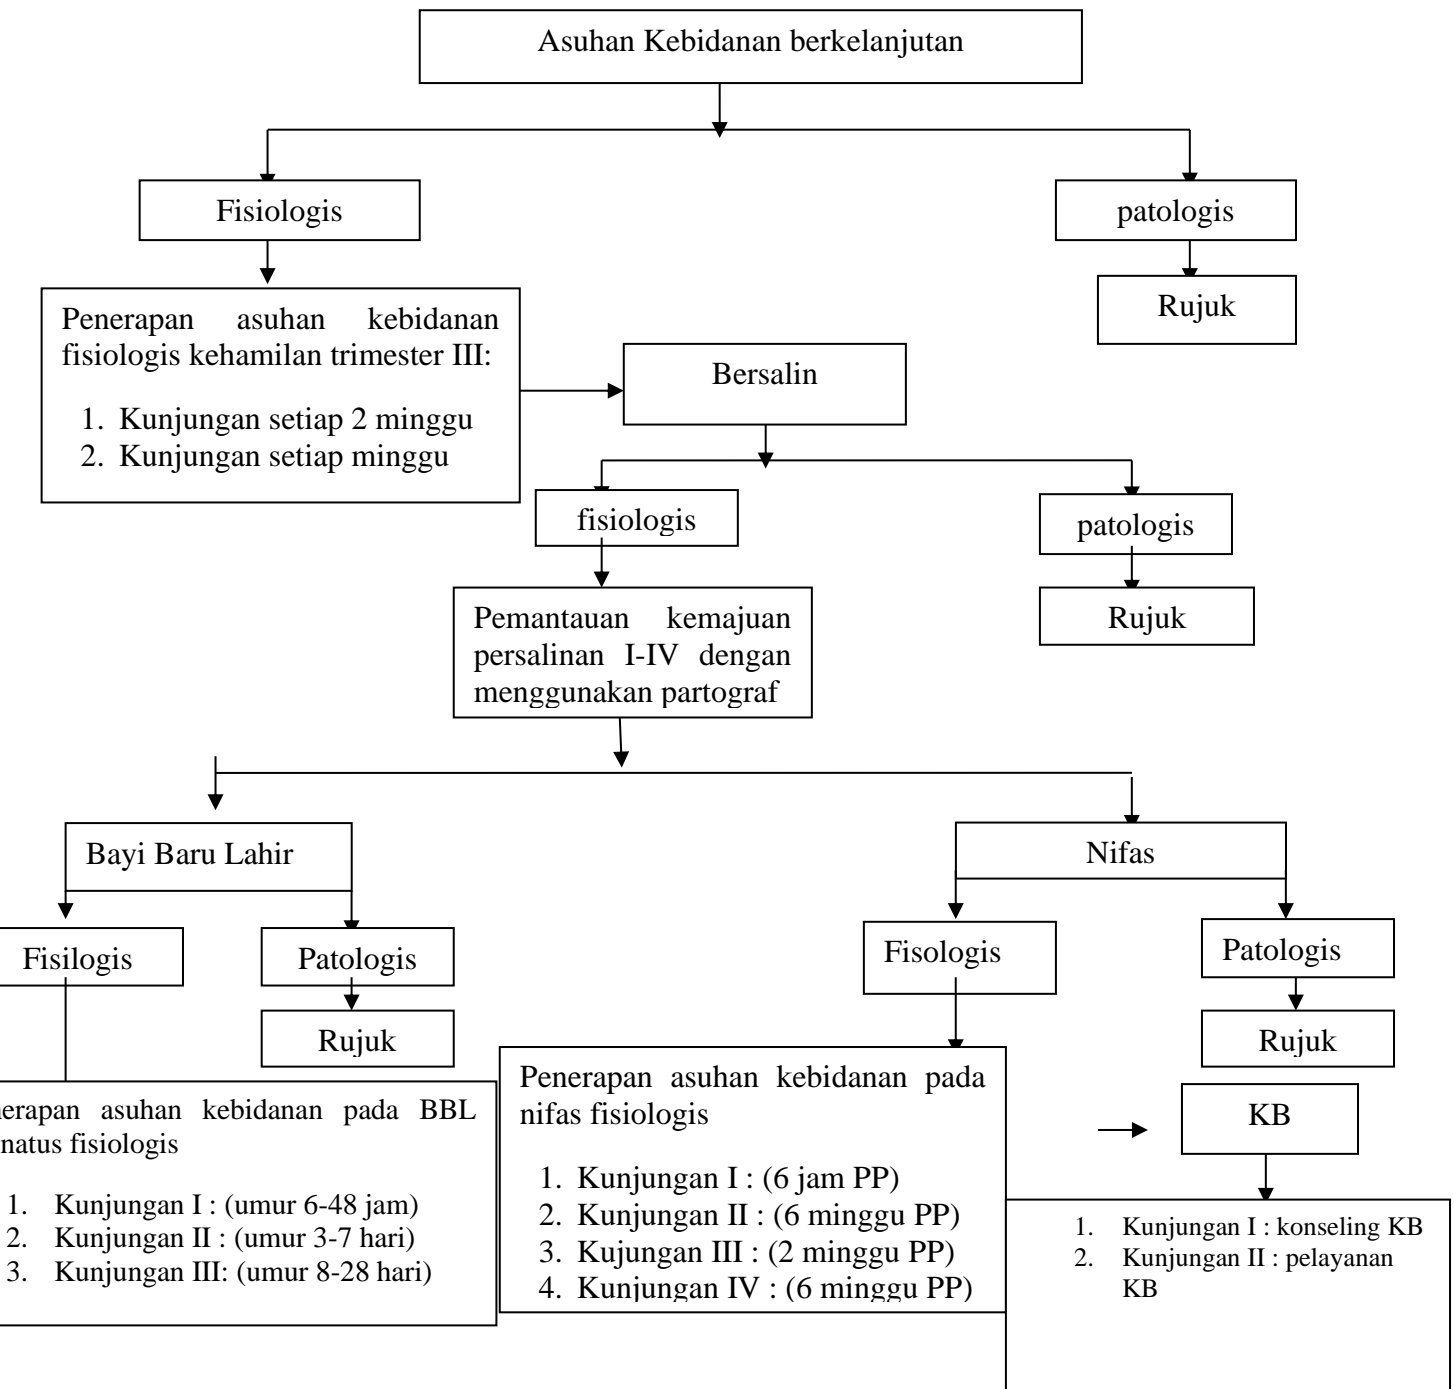 Asuhan Kebidanan berkelanjutan
Fisiologis
patologis
Rujuk
Penerapan asuhan kebidanan
fisiologis kehamilan trimester III:
1. Kunjungan setiap 2 minggu
2. Kunjungan setiap minggu
Bersalin
fisiologis
patologis
Rujuk
Pemantauan kemajuan
persalinan I-IV dengan
menggunakan partograf
Bayi Baru Lahir
Nifas
Fisilogis
Patologis
Rujuk
Fisologis
Patologis
Rujuk
asuhan kebidanan pada BBL
fisiologis
1. Kunjungan I : (umur 6-48 jam)
2. Kunjungan II : (umur 3-7 hari)
3. Kunjungan III: (umur 8-28 hari)
Penerapan asuhan kebidanan pada
nifas fisiologis
1. Kunjungan I : (6 jam PP)
2. Kunjungan II : (6 minggu PP)
3. Kujungan III : (2 minggu PP)
4. Kunjungan IV : (6 minggu PP)
KB
1. Kunjungan I : konseling KB
2. Kunjungan II : pelayanan
KB